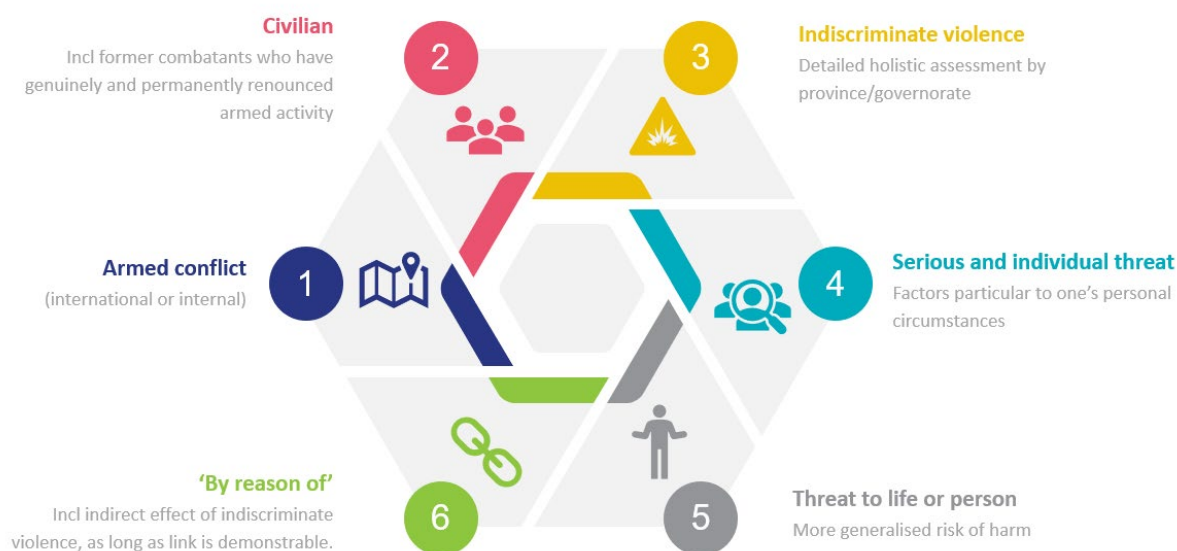 1
Armed conflict
(international or internal)
2
Civilian
Incl former combatants who have
genuinely and permanently renounced
armed activity
3
Indiscriminate violence
Detailed holistic assessment by
province/governorate
4
Serious and individual threat
Factors particular to one's personal
circumstances
5
Threat to life or person
More generalised risk of harm
6
‘By reason of’
Incl indirect effect of indiscriminate
violence, as long as link is demonstrable.